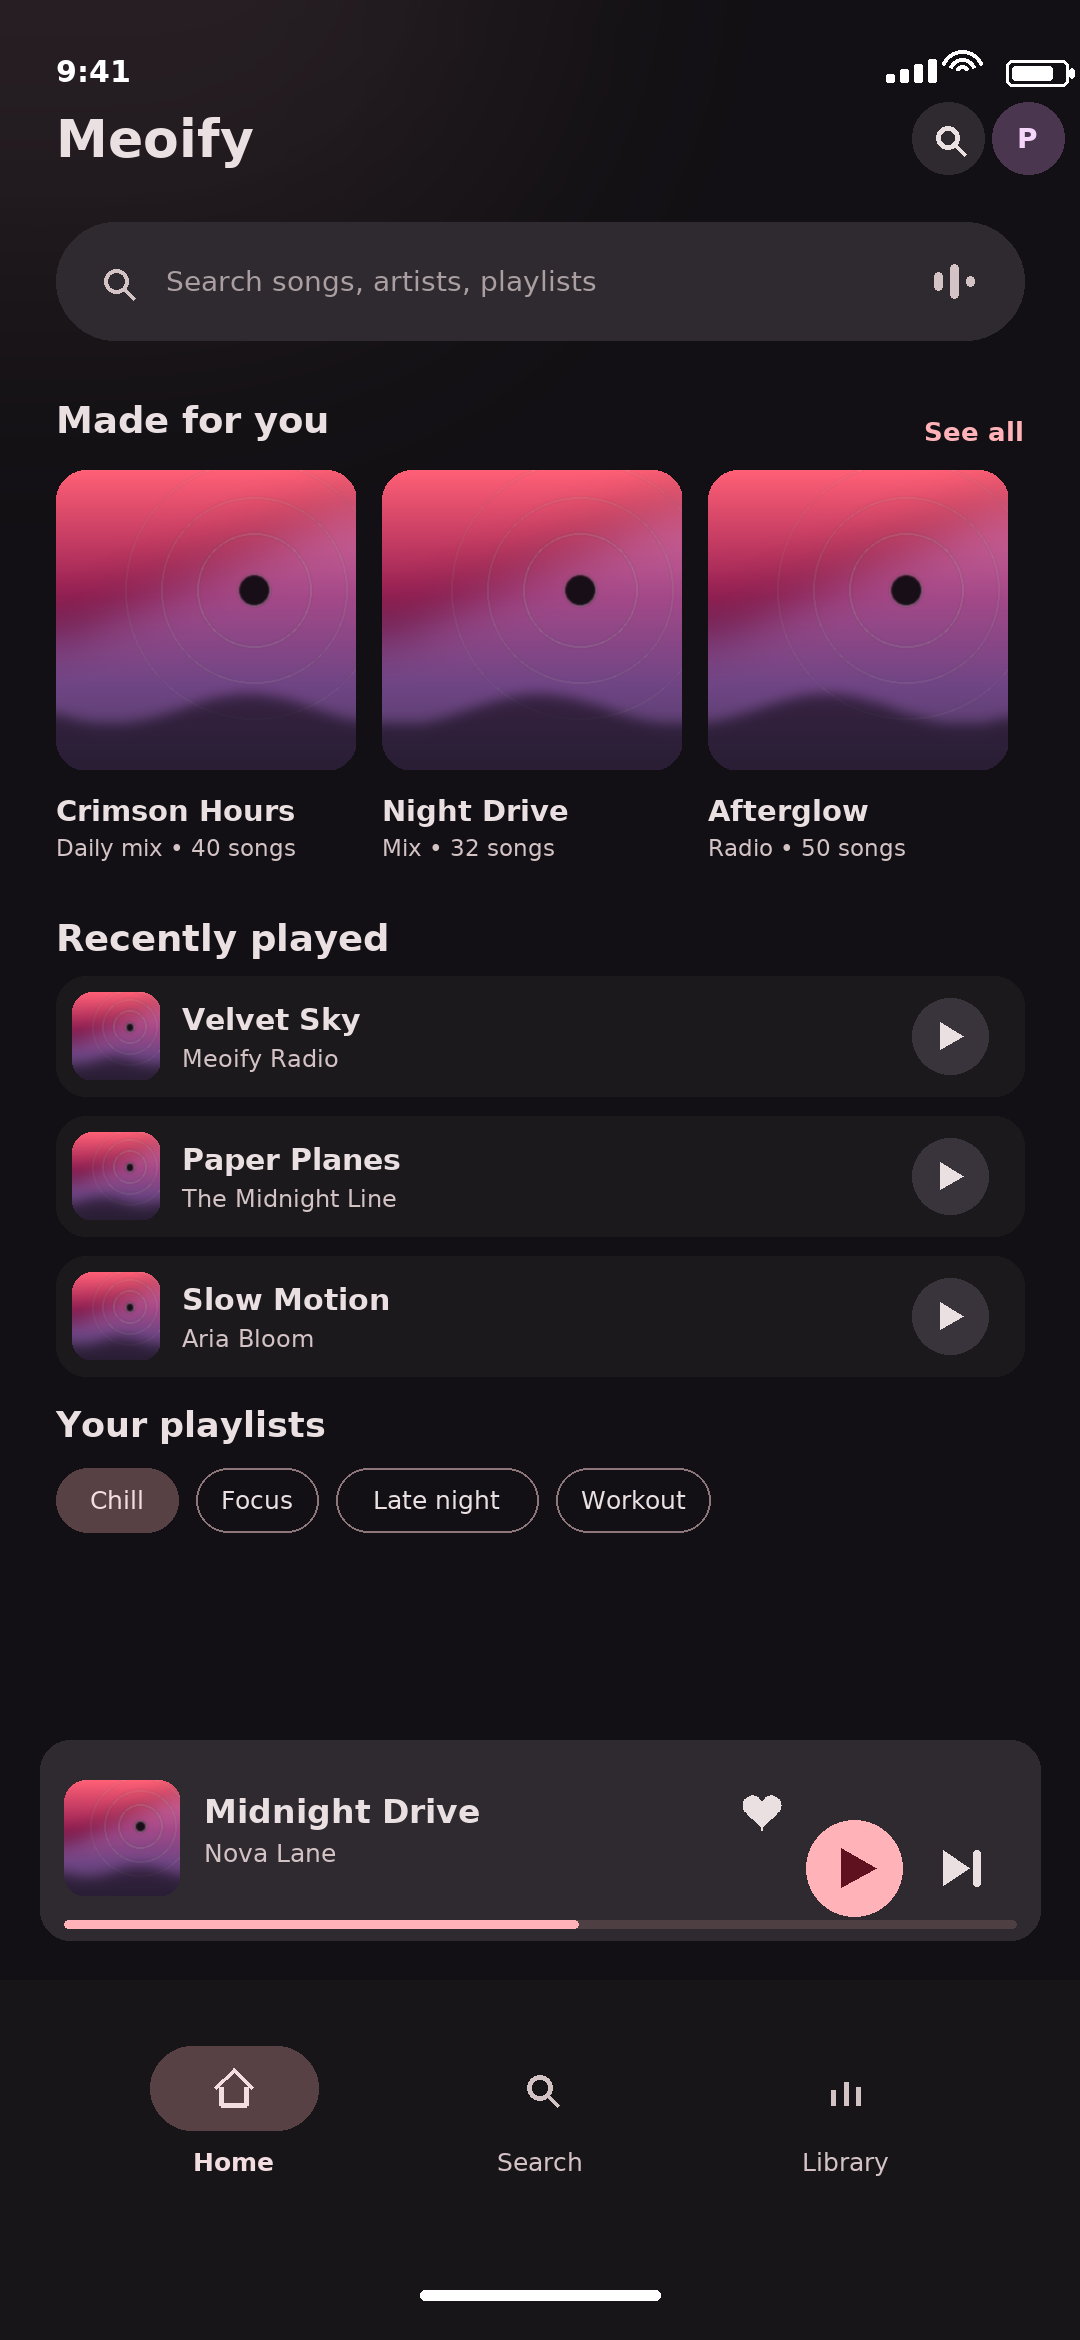 9:41
Meoify
P
Search songs, artists, playlists
Made for you
See all
Crimson Hours
Daily mix • 40 songs
Night Drive
Mix • 32 songs
Afterglow
Radio • 50 songs
Recently played
Velvet Sky
Meoify Radio
Paper Planes
The Midnight Line
Slow Motion
Aria Bloom
Your playlists
Chill
Focus
Late night
Workout
Midnight Drive
Nova Lane
Home
Search
Library